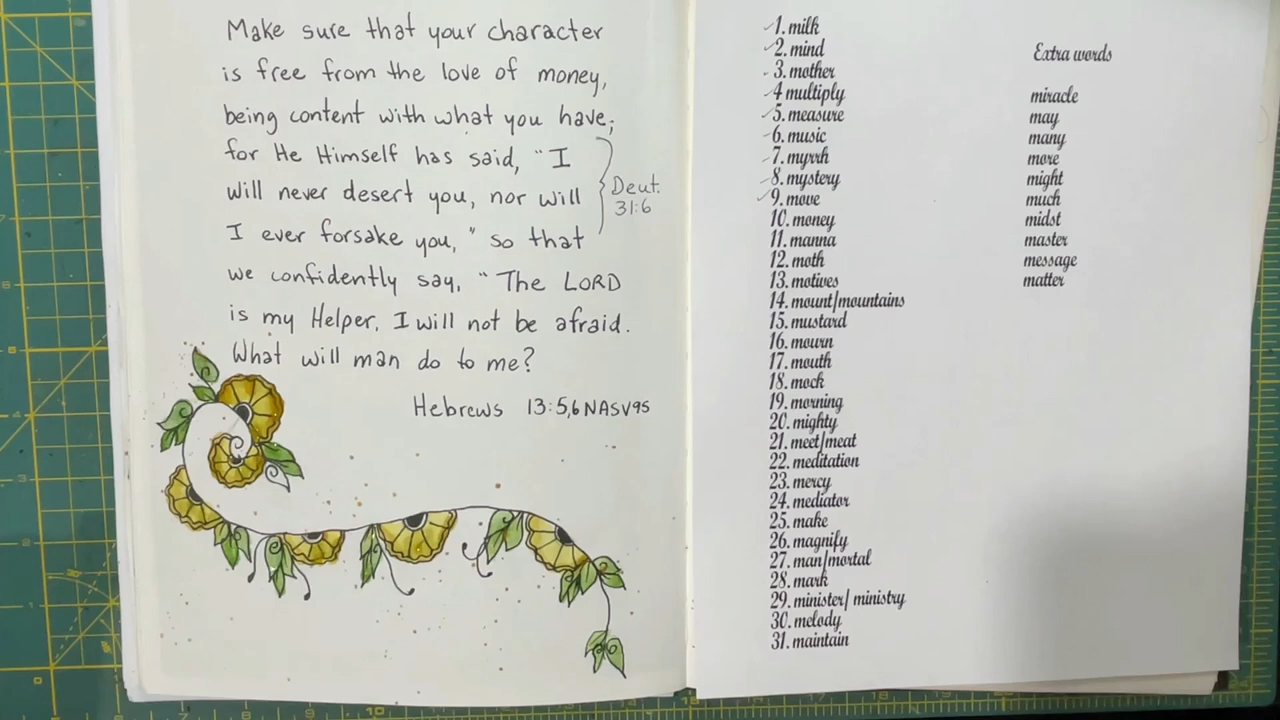 Make sure that your character
is free from the love of money,
being content with what you have;
for He Himself has said, "I
will never desert you, nor will
I ever forsake you," so that
we confidently say, "The LORD
is my Helper, I will not be afraid.
What will man do to me?
Hebrews 13:5,6 NASV95
Deut.
31:6
1. milk
2. mind
3. mother
4 multiply
5. measure
6. music
7. myrrh
8. mystery
9. move
10. money
11. manna
12. moth
13. motives
14. mount/mountains
15. mustard
16. mourn
17. mouth
18. mock
19. morning
20. mighty
21. meet/meat
22. meditation
23. mercy
24. mediator
25. make
26. magnify
27. man/mortal
28. mark
29. minister/ ministry
30. melody
31. maintain
Extra words
miracle
may
many
more
might
much
midst
master
message
matter